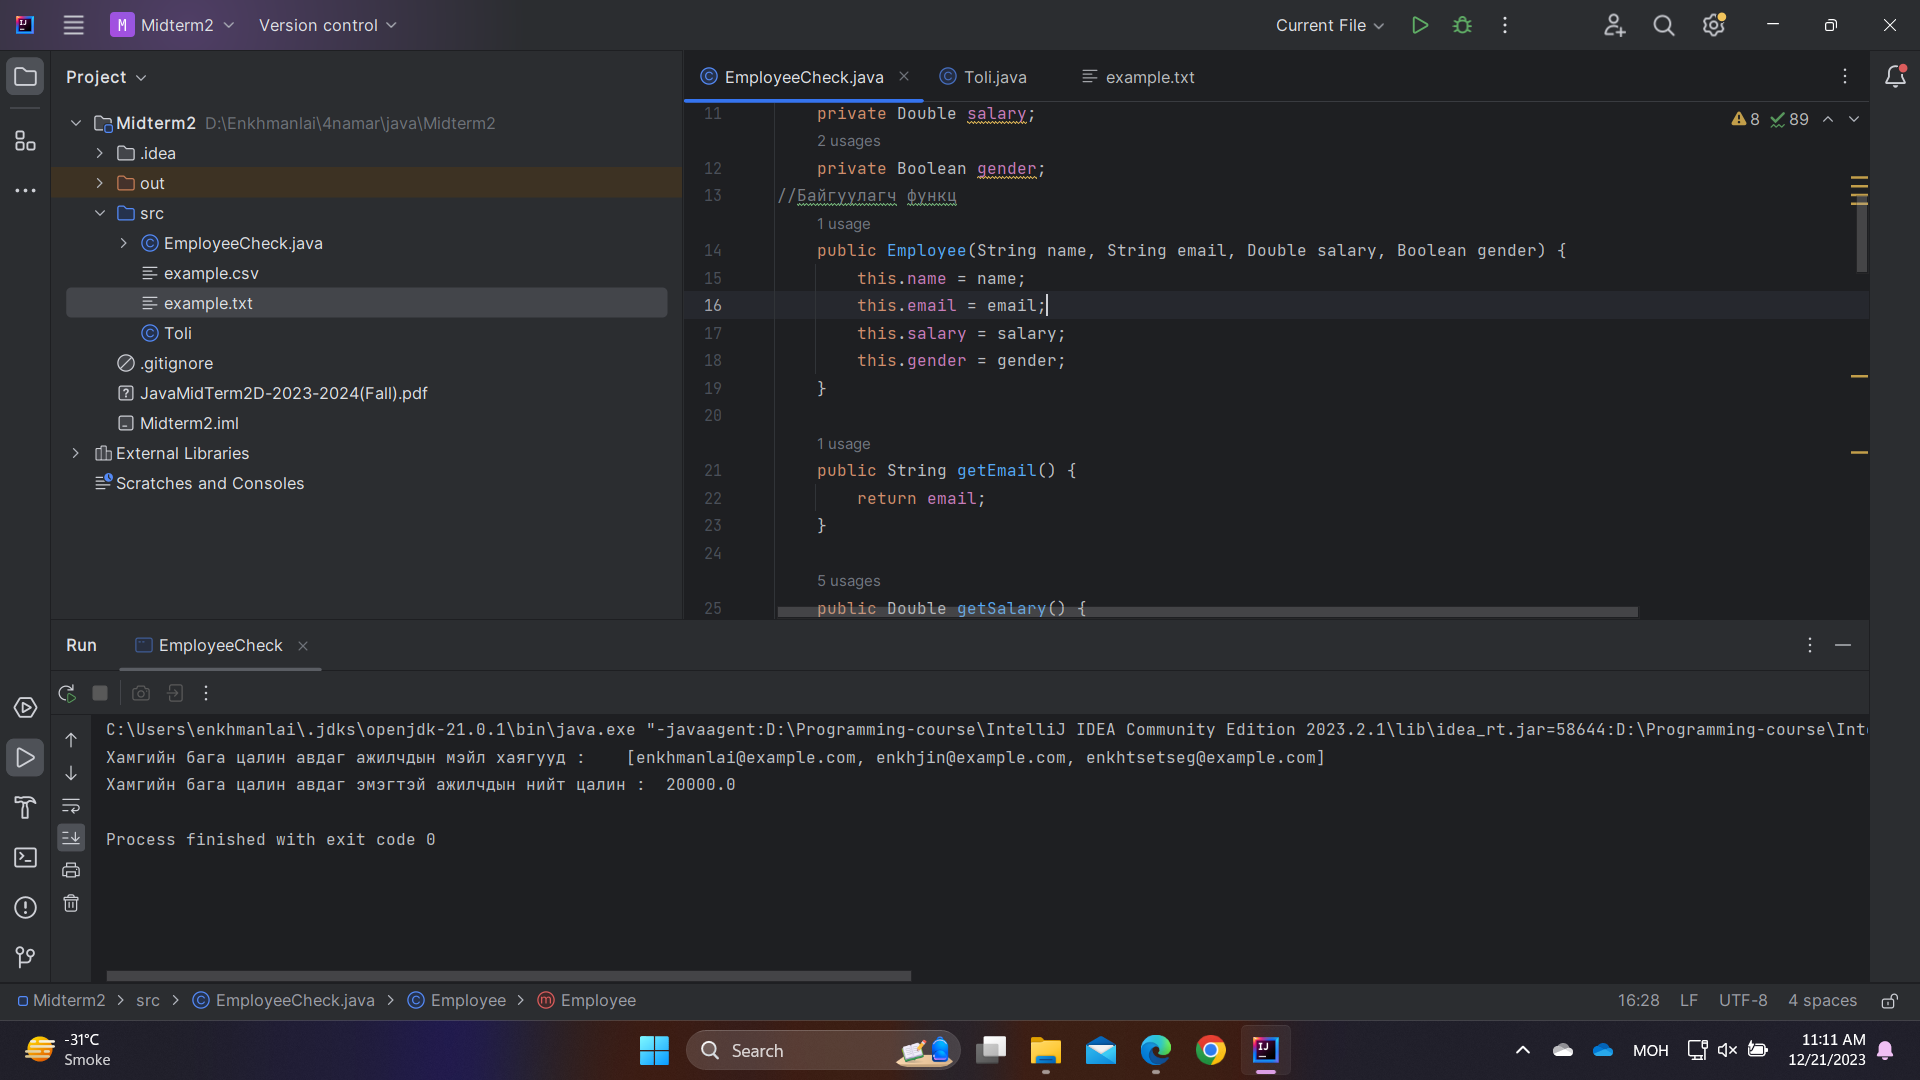 M Midterm2 Version control Current File
Project
EmployeeCheck.java Toli.java example.txt
Midterm2 D:\Enkhmanlai\4namar\java\Midterm2
.idea
out
src
EmployeeCheck.java
example.csv
example.txt
Toli
.gitignore
JavaMidTerm2D-2023-2024(Fall).pdf
Midterm2.iml
External Libraries
Scratches and Consoles
8 89
11 private Double salary;
2 usages
12 private Boolean gender;
13 //Байгуулагч функц
1 usage
14 public Employee(String name, String email, Double salary, Boolean gender) {
15 this.name = name;
16 this.email = email;
17 this.salary = salary;
18 this.gender = gender;
19 }
20
1 usage
21 public String getEmail() {
22 return email;
23 }
24
5 usages
25 public Double getSalary() {
Run EmployeeCheck
C:\Users\enkhmanlai\.jdks\openjdk-21.0.1\bin\java.exe "-javaagent:D:\Programming-course\IntelliJ IDEA Community Edition 2023.2.1\lib\idea_rt.jar=58644:D:\Programming-course\Inte
Хамгийн бага цалин авдаг ажилчдын мэйл хаягууд : [enkhmanlai@example.com, enkhjin@example.com, enkhtsetseg@example.com]
Хамгийн бага цалин авдаг эмэгтэй ажилчдын нийт цалин : 20000.0
Process finished with exit code 0
Midterm2 > src > EmployeeCheck.java > Employee > Employee
16:28 LF UTF-8 4 spaces
-31°C
Smoke
Search
МОН
11:11 AM
12/21/2023